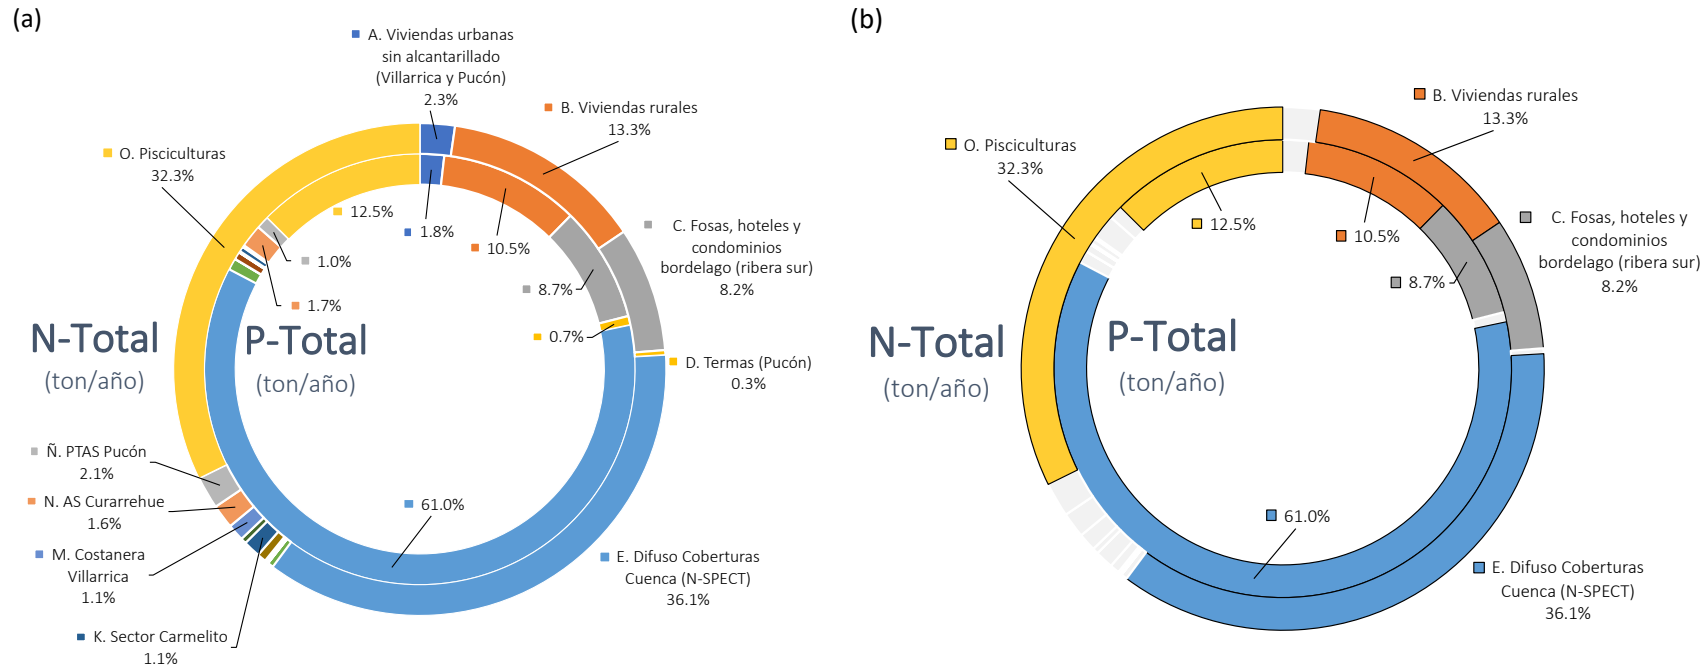 (a)
A. Viviendas urbanas
sin alcantarillado
(Villarrica y Pucón)
2.3%
B. Viviendas rurales
13.3%
O. Pisciculturas
32.3%
12.5%
1.8%
10.5%
C. Fosas, hoteles y
condominios
bordelago (ribera sur)
8.2%
1.0%
8.7%
1.7%
0.7%
N-Total
(ton/año)
P-Total
(ton/año)
D. Termas (Pucón)
0.3%
Ñ. PTAS Pucón
2.1%
N. AS Curarrehue
1.6%
61.0%
M. Costanera
Villarrica
1.1%
E. Difuso Coberturas
Cuenca (N-SPECT)
36.1%
K. Sector Carmelito
1.1%
(b)
B. Viviendas rurales
13.3%
O. Pisciculturas
32.3%
12.5%
10.5%
C. Fosas, hoteles y
condominios
bordelago (ribera sur)
8.2%
8.7%
N-Total
(ton/año)
P-Total
(ton/año)
61.0%
E. Difuso Coberturas
Cuenca (N-SPECT)
36.1%